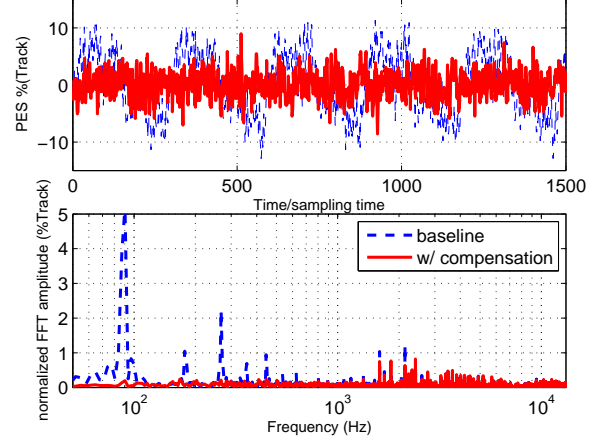 10
0
−10
PES %(Track)
0 500 1000 1500
Time/sampling time
5
4
3
2
1
0
normalized FFT amplitude (%Track)
baseline
w/ compensation
10² 10³ 10⁴
Frequency (Hz)